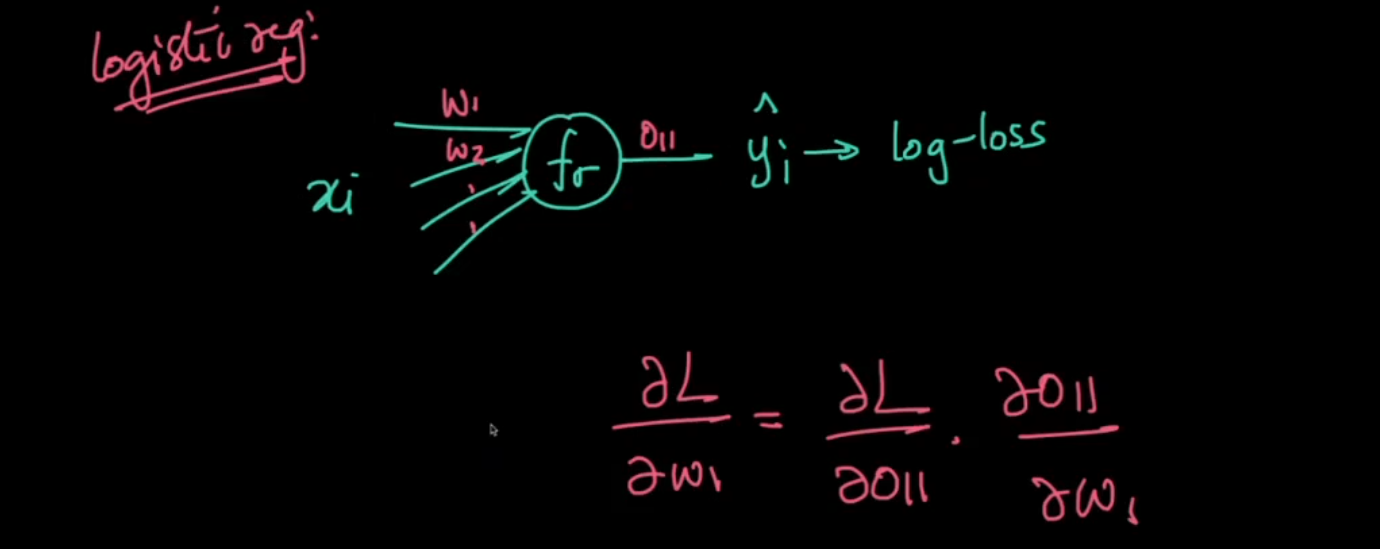 logistic reg:
w1
w2
xi
fσ
O11
ŷi → log-loss
∂L/∂w1 = ∂L/∂O11 . ∂O11/∂w1